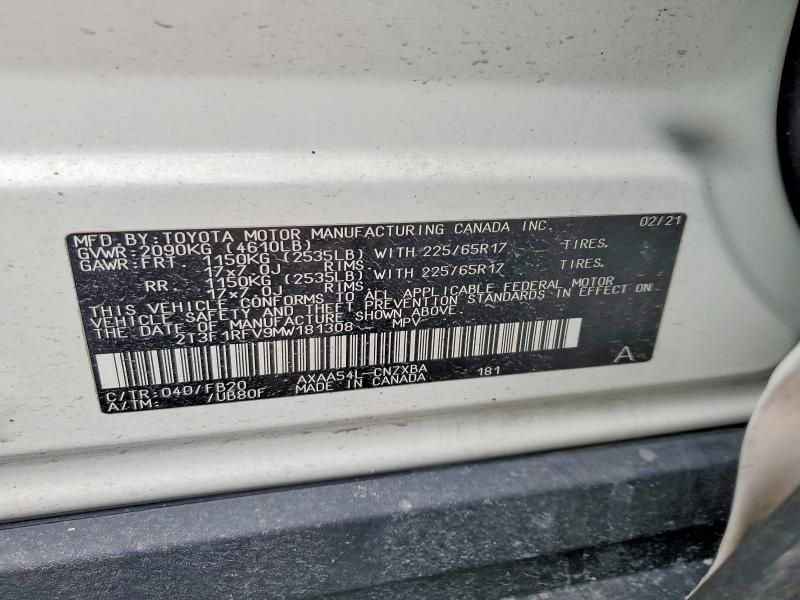 MFD.BY:TOYOTA MOTOR MANUFACTURING CANADA INC. 02/21
GVWR:2090KG (4610LB)
GAWR:FRT 1150KG (2535LB) WITH 225/65R17 TIRES.
17x7.0J RIMS
RR 1150KG (2535LB) WITH 225/65R17 TIRES.
17x7.0J RIMS
THIS VEHICLE CONFORMS TO ALL APPLICABLE FEDERAL MOTOR
VEHICLE SAFETY AND THEFT PREVENTION STANDARDS IN EFFECT ON
THE DATE OF MANUFACTURE SHOWN ABOVE.
2T3F1RFV9MW181308 MPV
A
C/TR:040/FB20 AXAA54L-CNZXBA 181
A/TM: /UB80F MADE IN CANADA